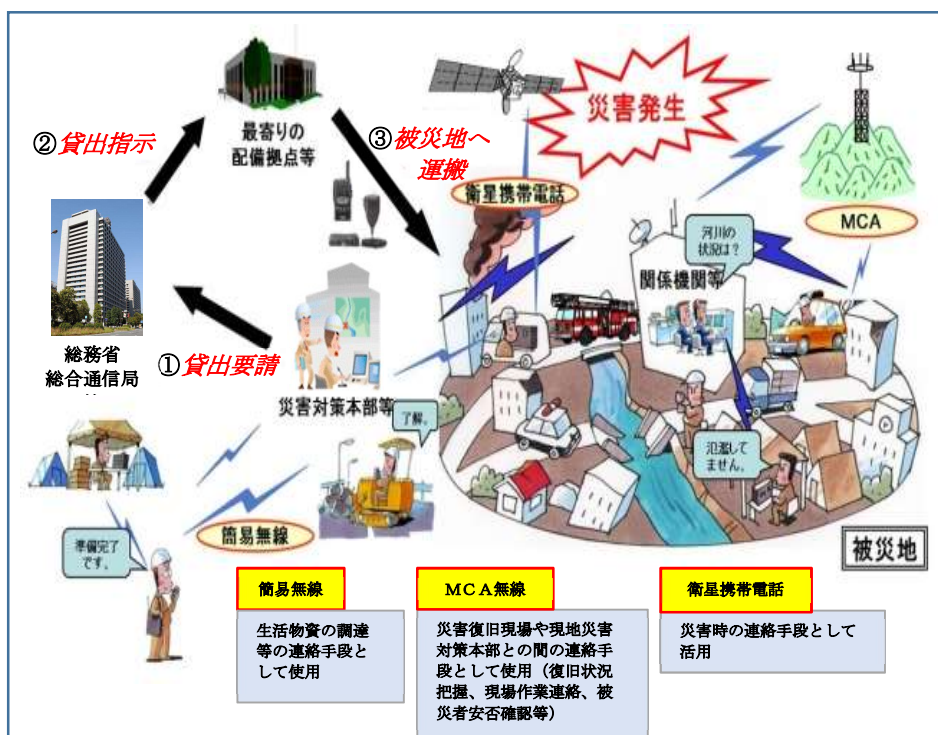 災害発生
②貸出指示
最寄りの
配備拠点等
③被災地へ
運搬
衛星携帯電話
MCA
河川の
状況は?
関係機関等
総務省
総合通信局
①貸出要請
災害対策本部等
了解。
氾濫して
ません。
簡易無線
準備完了
です。
被災地
簡易無線
生活物資の調達
等の連絡手段と
して使用
MCA無線
災害復旧現場や現地災害
対策本部との間の連絡手
段として使用(復旧状況
把握、現場作業連絡、被
災者安否確認等)
衛星携帯電話
災害時の連絡手段として
活用